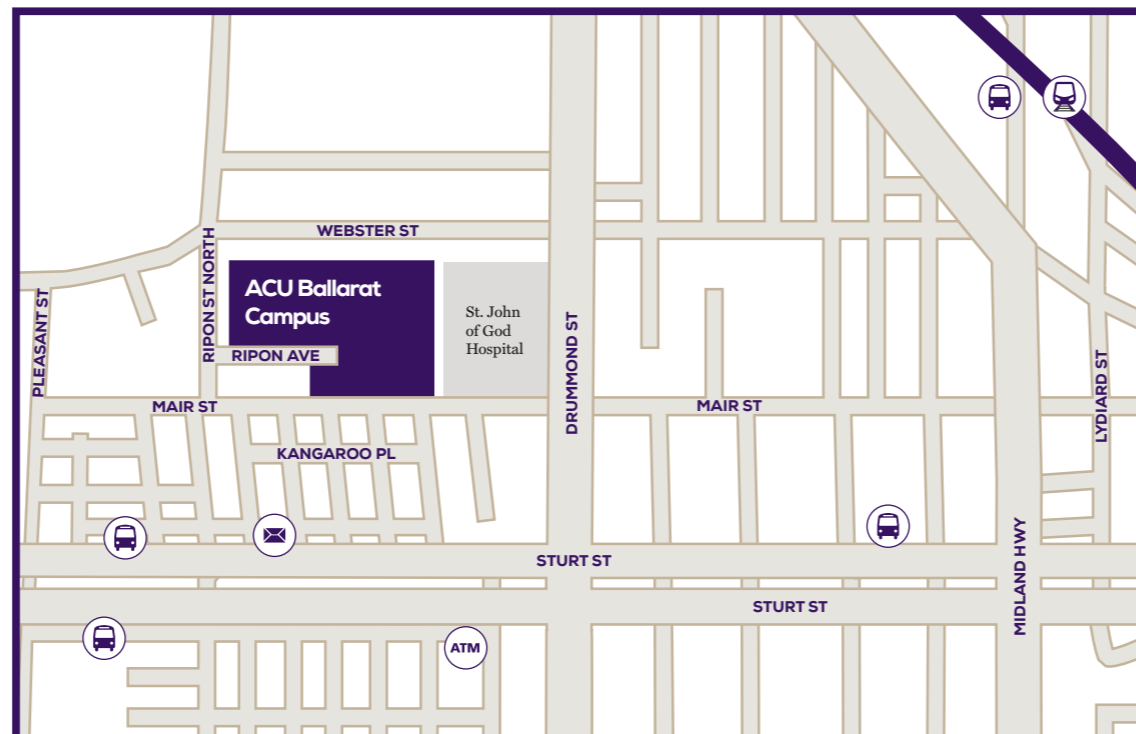 WEBSTER ST
RIPON ST NORTH
ACU Ballarat
Campus
St. John
of God
Hospital
PLEASANT ST
RIPON AVE
DRUMMOND ST
LYDIARD ST
MAIR ST
MAIR ST
KANGAROO PL
STURT ST
MIDLAND HWY
STURT ST
ATM